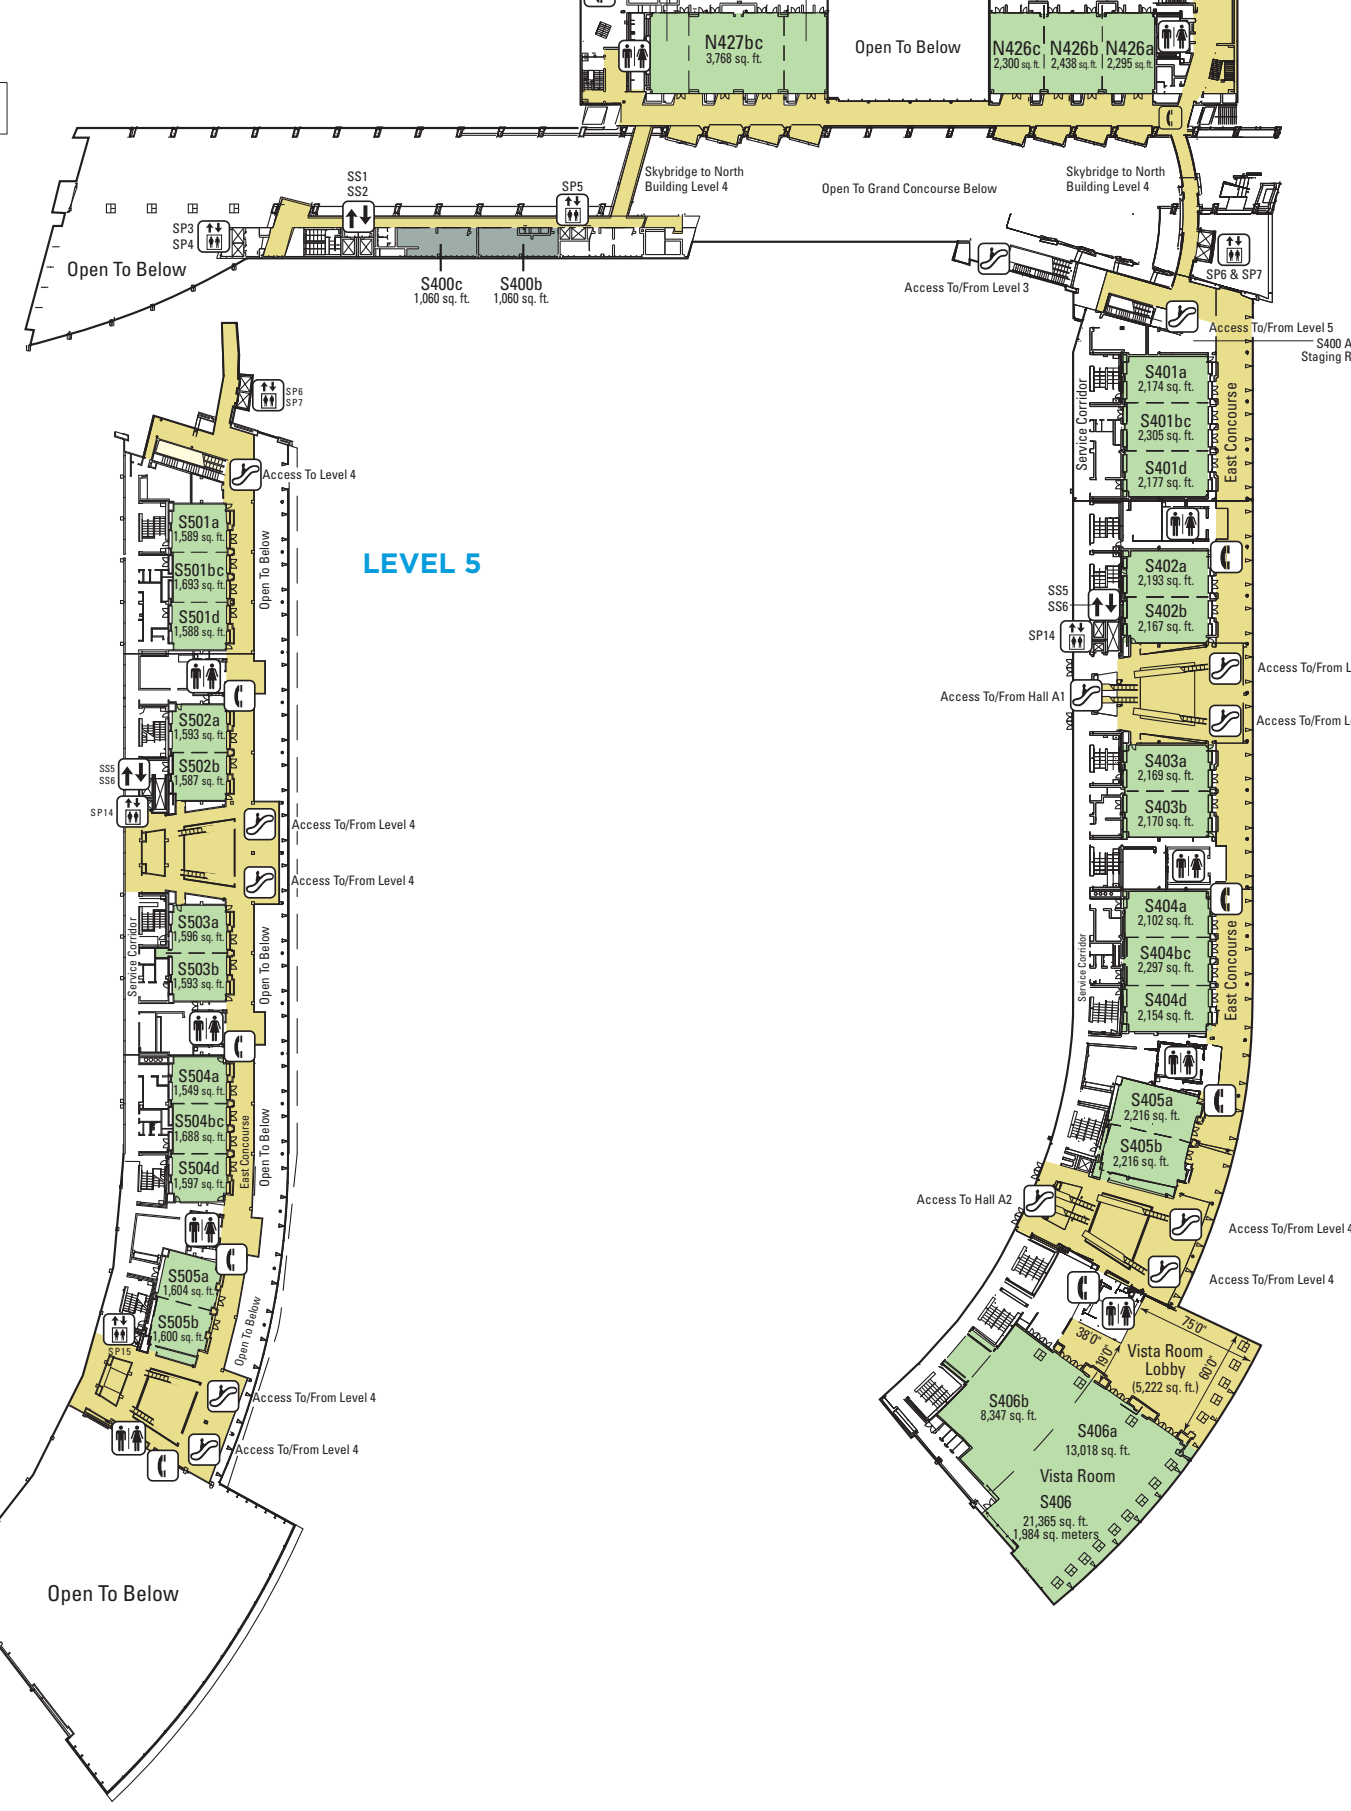 N427bc
3,768 sq. ft.
Open To Below
N426c
2,300 sq. ft.
N426b
2,438 sq. ft.
N426a
2,295 sq. ft.
Skybridge to North
Building Level 4
Open To Grand Concourse Below
Skybridge to North
Building Level 4
SS1
SS2
SP5
SP3
SP4
Open To Below
S400c
1,060 sq. ft.
S400b
1,060 sq. ft.
SP6 & SP7
Access To/From Level 3
Access To/From Level 5
S400 A
Staging R
S401a
2,174 sq. ft.
S401bc
2,305 sq. ft.
S401d
2,177 sq. ft.
Service Corridor
East Concourse
S402a
2,193 sq. ft.
S402b
2,167 sq. ft.
SS5
SS6
SP14
Access To/From L
Access To/From Hall A1
Access To/From L
S403a
2,169 sq. ft.
S403b
2,170 sq. ft.
S404a
2,102 sq. ft.
S404bc
2,297 sq. ft.
S404d
2,154 sq. ft.
Service Corridor
East Concourse
S405a
2,216 sq. ft.
S405b
2,216 sq. ft.
Access To Hall A2
Access To/From Level 4
Access To/From Level 4
38'0"
19'0"
75'0"
60'0"
Vista Room
Lobby
(5,222 sq. ft.)
S406b
8,347 sq. ft.
S406a
13,018 sq. ft.
Vista Room
S406
21,365 sq. ft.
1,984 sq. meters
LEVEL 5
SP6
SP7
Access To Level 4
S501a
1,589 sq. ft.
S501bc
1,693 sq. ft.
S501d
1,588 sq. ft.
Open To Below
S502a
1,593 sq. ft.
S502b
1,587 sq. ft.
SS5
SS6
SP14
Access To/From Level 4
Access To/From Level 4
S503a
1,596 sq. ft.
S503b
1,593 sq. ft.
Service Corridor
Open To Below
S504a
1,549 sq. ft.
S504bc
1,688 sq. ft.
S504d
1,597 sq. ft.
East Concourse
Open To Below
S505a
1,604 sq. ft.
S505b
1,600 sq. ft.
SP15
Open To Below
Access To/From Level 4
Access To/From Level 4
Open To Below